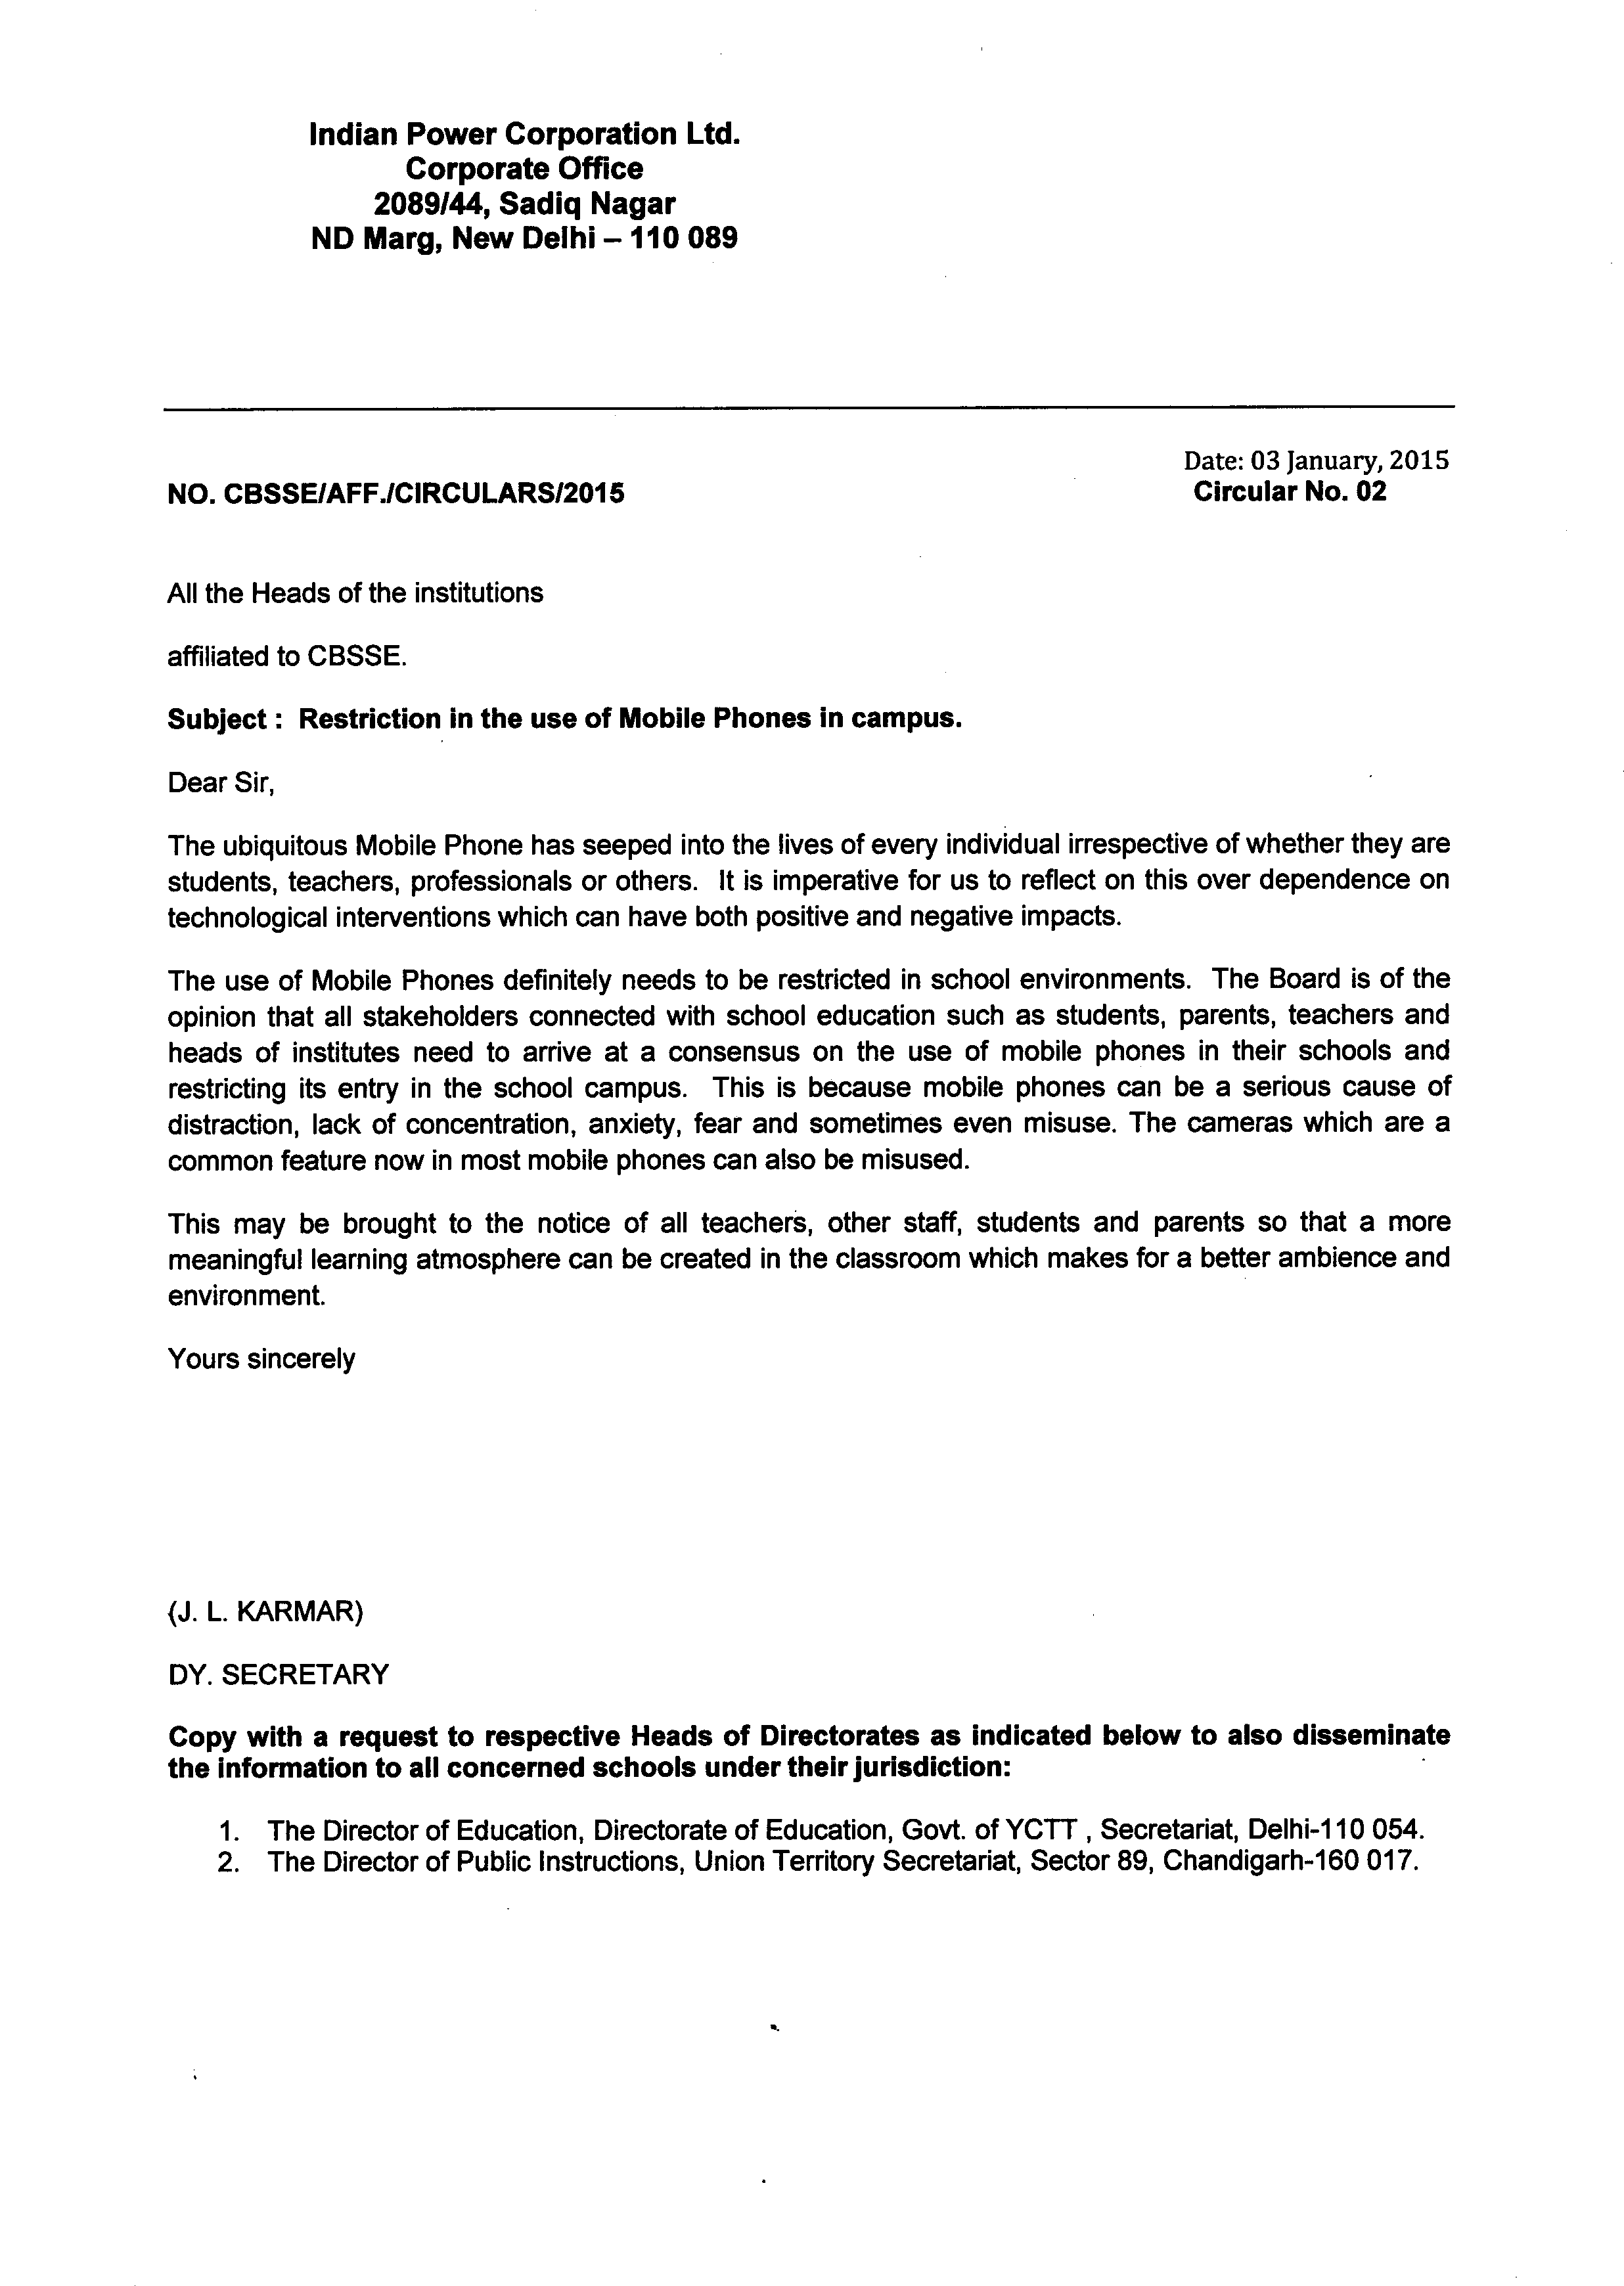 Indian Power Corporation Ltd.
Corporate Office
2089/44, Sadiq Nagar
ND Marg, New Delhi – 110 089
Date: 03 January, 2015
NO. CBSSE/AFF./CIRCULARS/2015
Circular No. 02
All the Heads of the institutions
affiliated to CBSSE.
Subject : Restriction in the use of Mobile Phones in campus.
Dear Sir,
The ubiquitous Mobile Phone has seeped into the lives of every individual irrespective of whether they are
students, teachers, professionals or others. It is imperative for us to reflect on this over dependence on
technological interventions which can have both positive and negative impacts.
The use of Mobile Phones definitely needs to be restricted in school environments. The Board is of the
opinion that all stakeholders connected with school education such as students, parents, teachers and
heads of institutes need to arrive at a consensus on the use of mobile phones in their schools and
restricting its entry in the school campus. This is because mobile phones can be a serious cause of
distraction, lack of concentration, anxiety, fear and sometimes even misuse. The cameras which are a
common feature now in most mobile phones can also be misused.
This may be brought to the notice of all teachers, other staff, students and parents so that a more
meaningful learning atmosphere can be created in the classroom which makes for a better ambience and
environment.
Yours sincerely
(J. L. KARMAR)
DY. SECRETARY
Copy with a request to respective Heads of Directorates as indicated below to also disseminate
the information to all concerned schools under their jurisdiction:
1. The Director of Education, Directorate of Education, Govt. of YCTT , Secretariat, Delhi-110 054.
2. The Director of Public Instructions, Union Territory Secretariat, Sector 89, Chandigarh-160 017.